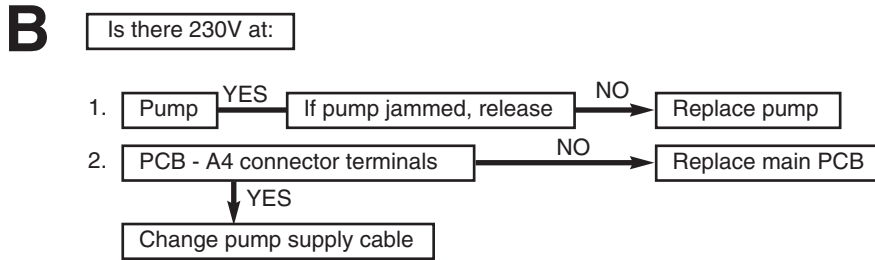 B
Is there 230V at:
1. Pump YES If pump jammed, release NO Replace pump
2. PCB - A4 connector terminals NO Replace main PCB
YES
Change pump supply cable